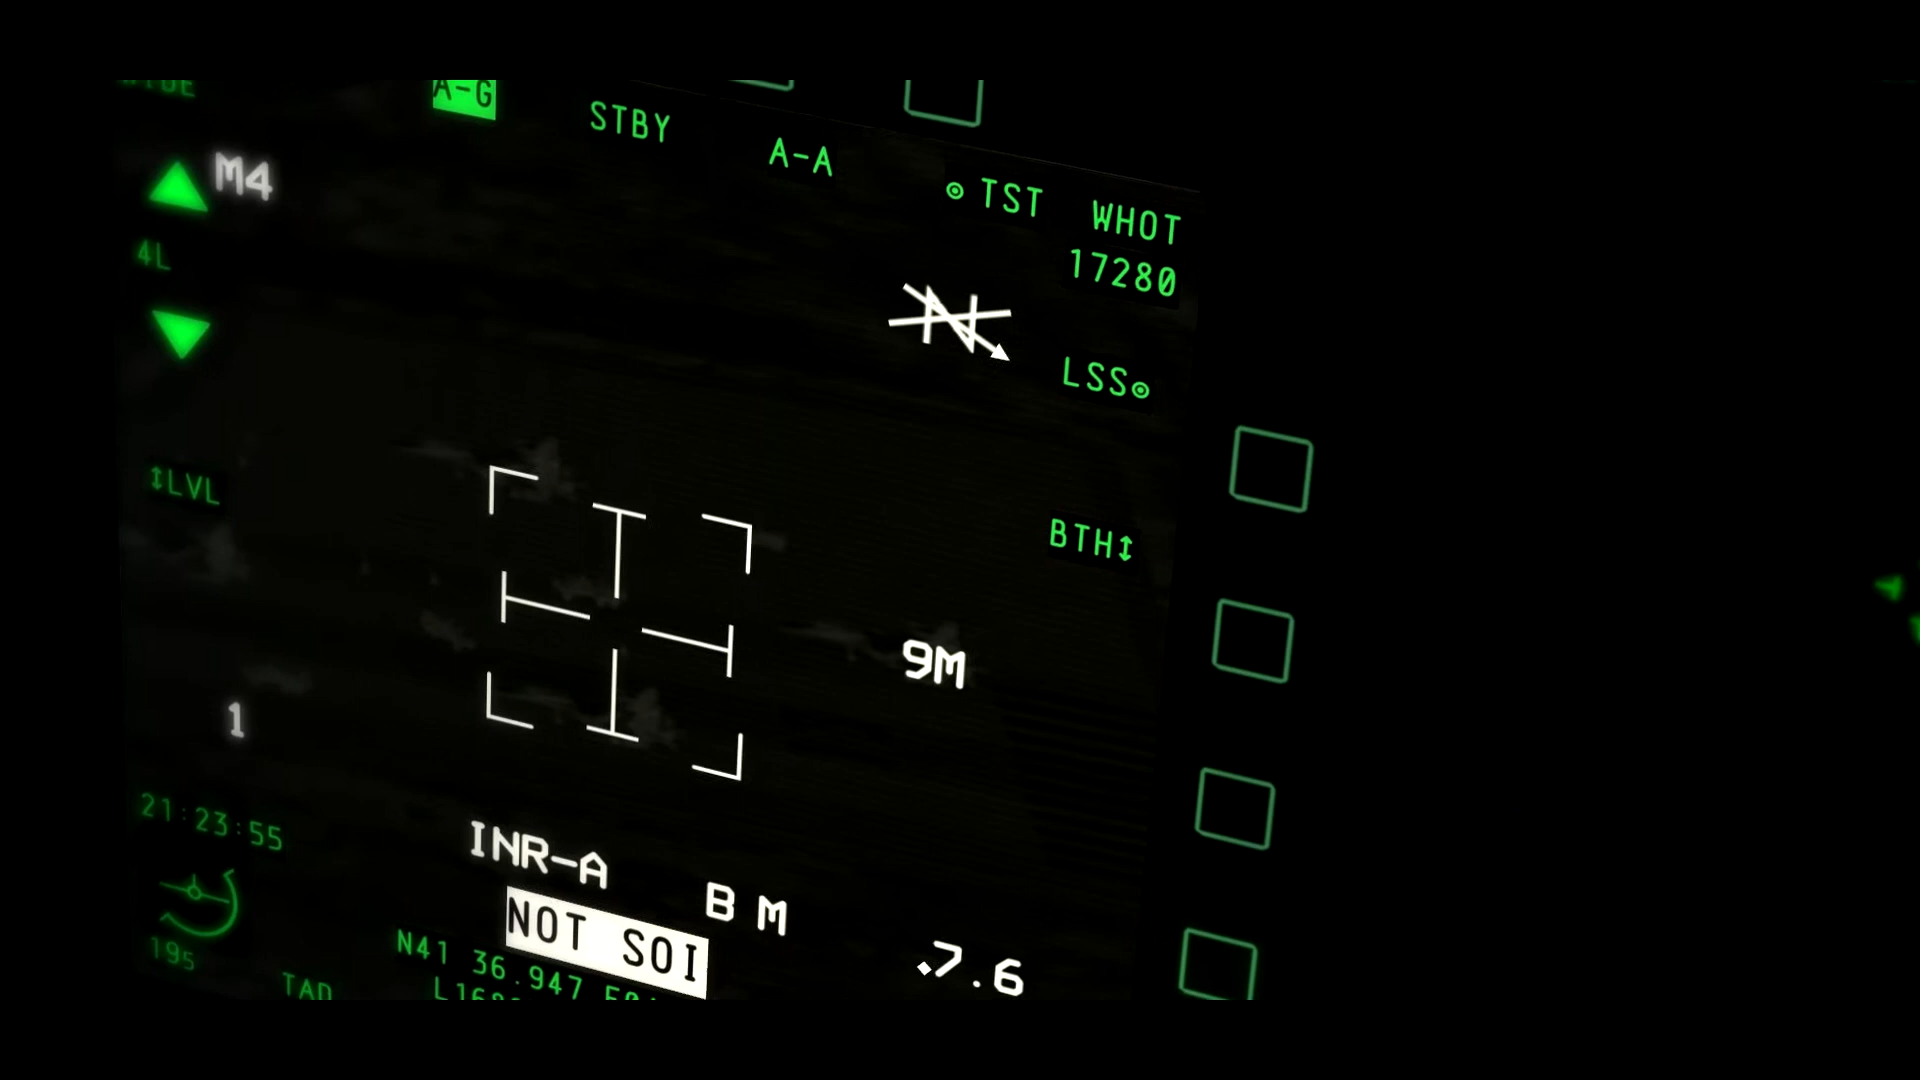 A-G
STBY
A-A
TST
WHOT
17280
M4
4L
N
LSS
LVL
BTH
9M
1
21:23:55
INR-A
B M
NOT SOI
7.6
195
N41 36.947
TAD